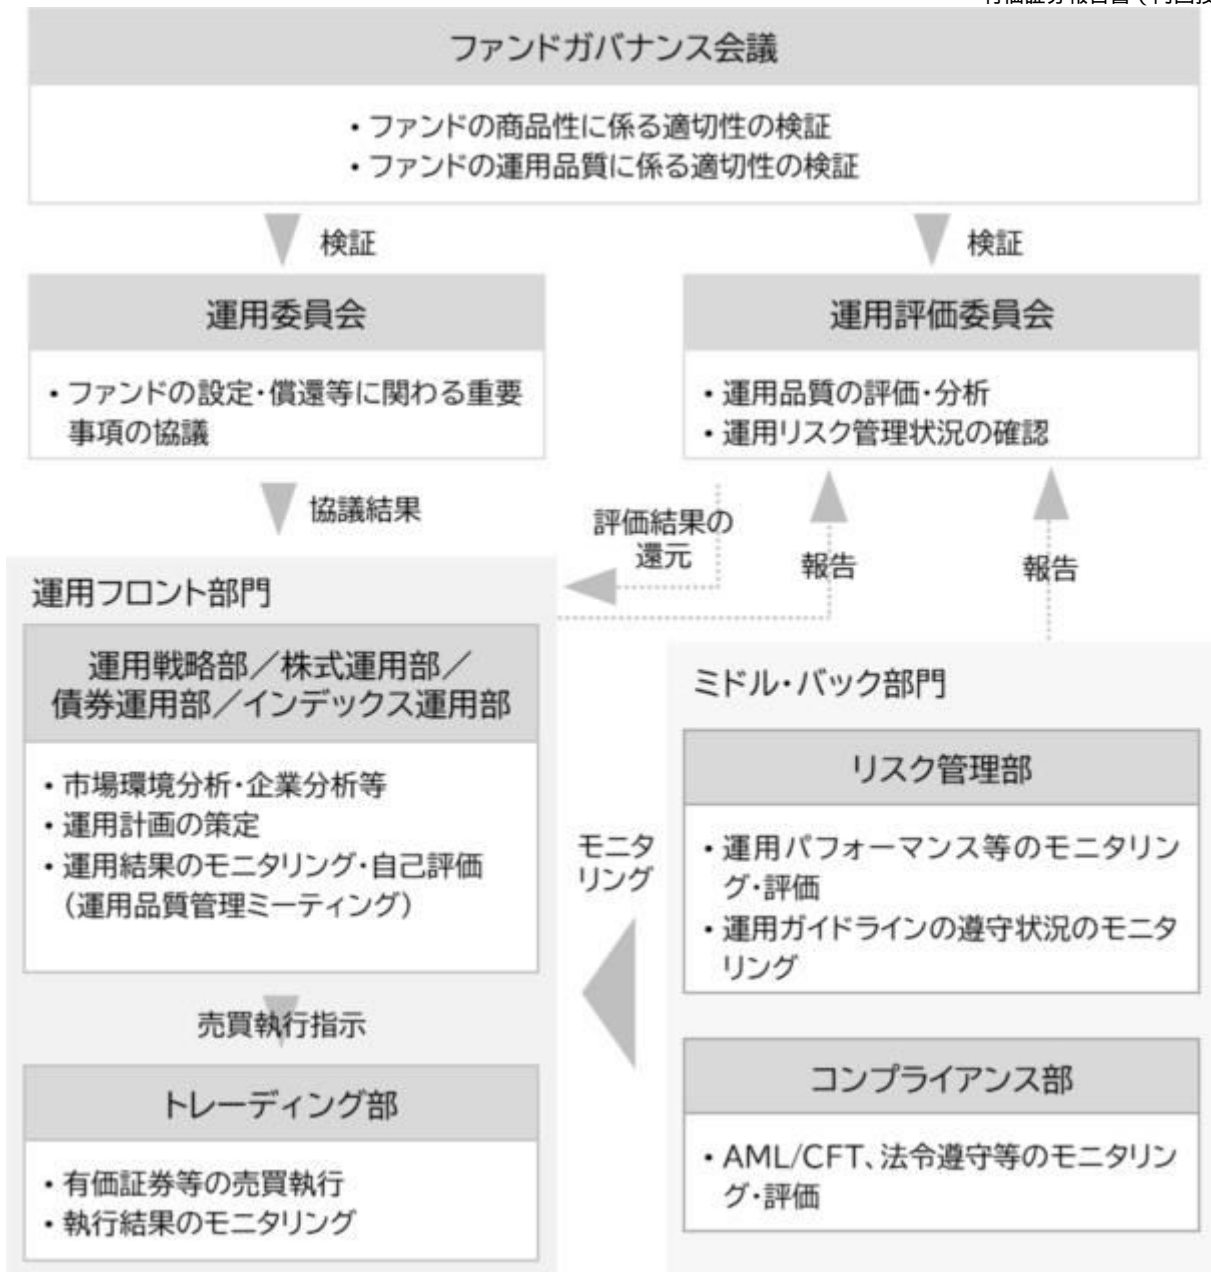 ファンドガバナンス会議
・ファンドの商品性に係る適切性の検証
・ファンドの運用品質に係る適切性の検証
検証
検証
運用委員会
・ファンドの設定・償還等に関わる重要
事項の協議
運用評価委員会
・運用品質の評価・分析
・運用リスク管理状況の確認
協議結果
評価結果の
還元
報告
報告
運用フロント部門
運用戦略部／株式運用部／
債券運用部／インデックス運用部
・市場環境分析・企業分析等
・運用計画の策定
・運用結果のモニタリング・自己評価
（運用品質管理ミーティング）
売買執行指示
トレーディング部
・有価証券等の売買執行
・執行結果のモニタリング
モニタ
リング
ミドル・バック部門
リスク管理部
・運用パフォーマンス等のモニタリン
グ・評価
・運用ガイドラインの遵守状況のモニタ
リング
コンプライアンス部
・AML/CFT、法令遵守等のモニタリン
グ・評価